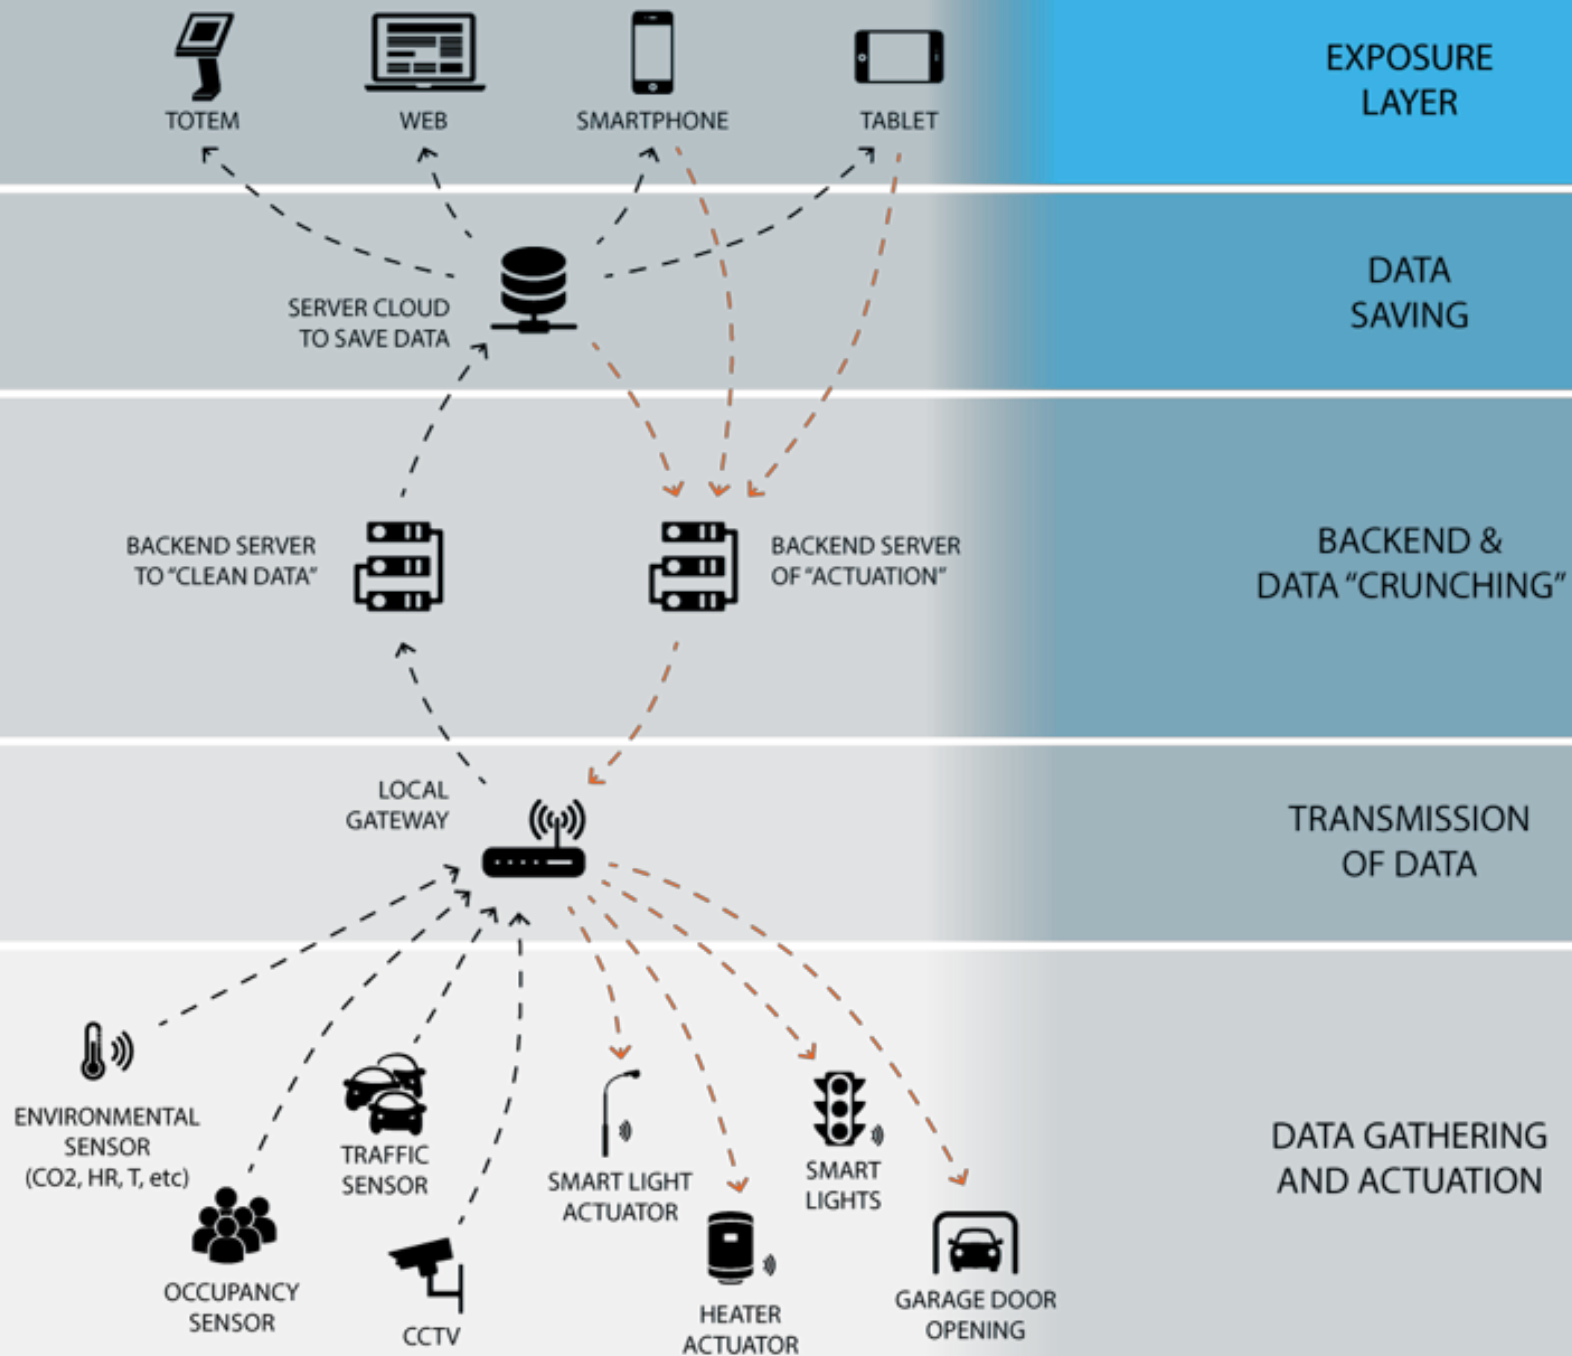 TOTEM
WEB
SMARTPHONE
TABLET
EXPOSURE
LAYER
SERVER CLOUD
TO SAVE DATA
DATA
SAVING
BACKEND SERVER
TO “CLEAN DATA”
BACKEND SERVER
OF “ACTUATION”
BACKEND &
DATA “CRUNCHING”
LOCAL
GATEWAY
TRANSMISSION
OF DATA
ENVIRONMENTAL
SENSOR
(CO2, HR, T, etc)
OCCUPANCY
SENSOR
TRAFFIC
SENSOR
CCTV
SMART LIGHT
ACTUATOR
HEATER
ACTUATOR
SMART
LIGHTS
GARAGE DOOR
OPENING
DATA GATHERING
AND ACTUATION